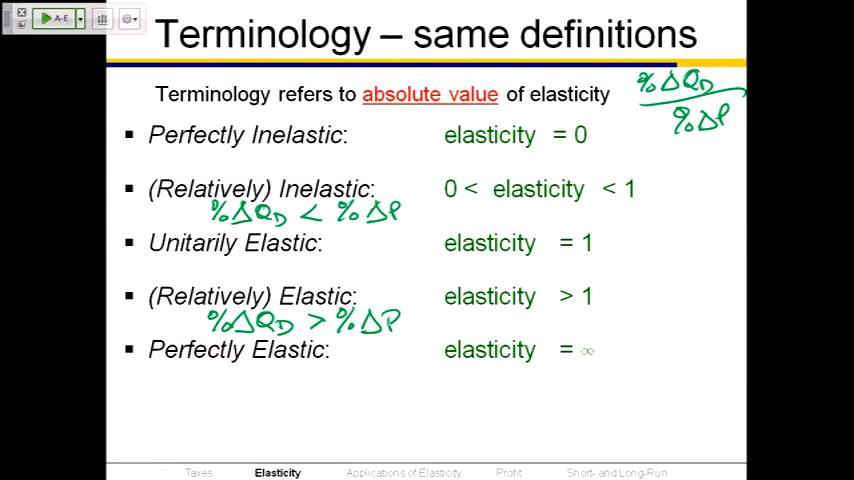 A-E
Terminology – same definitions
Terminology refers to absolute value of elasticity
%ΔQD
%ΔP
▪ Perfectly Inelastic: elasticity = 0
▪ (Relatively) Inelastic: 0 < elasticity < 1
%ΔQD < %ΔP
▪ Unitarily Elastic: elasticity = 1
▪ (Relatively) Elastic: elasticity > 1
%ΔQD > %ΔP
▪ Perfectly Elastic: elasticity = ∞
Taxes Elasticity Applications of Elasticity Profit Short- and Long-Run